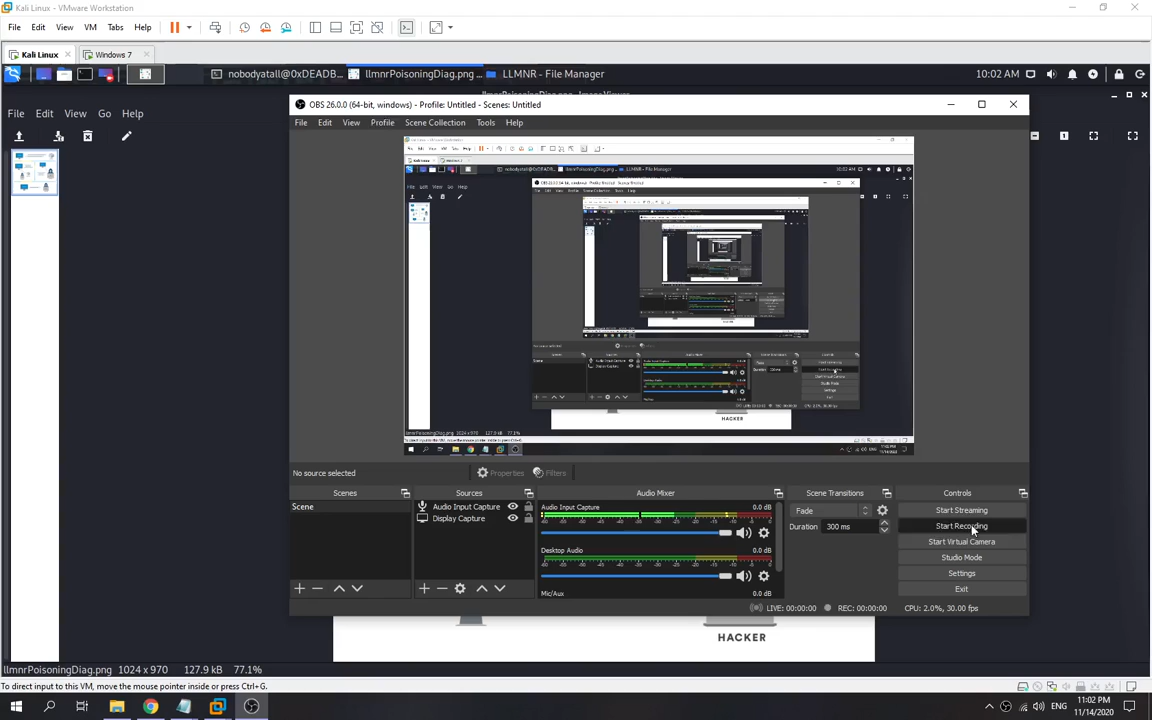 Kali Linux - VMware Workstation
File Edit View VM Tabs Help
Kali Linux Windows 7
nobodyatall@0xDEADB... llmnrPoisoningDiag.png ... LLMNR - File Manager 10:02 AM
File Edit View Go Help
OBS 26.0.0 (64-bit, windows) - Profile: Untitled - Scenes: Untitled
File Edit View Profile Scene Collection Tools Help
HACKER
No source selected Properties Filters
Scenes Sources Audio Mixer Scene Transitions Controls
Scene Audio Input Capture Audio Input Capture 0.0 dB Fade Start Streaming
Display Capture Duration 300 ms Start Recording
Start Virtual Camera
Desktop Audio 0.0 dB Studio Mode
Settings
Mic/Aux 0.0 dB Exit
LIVE: 00:00:00 REC: 00:00:00 CPU: 2.0%, 30.00 fps
HACKER
llmnrPoisoningDiag.png 1024 x 970 127.9 kB 77.1%
To direct input to this VM, move the mouse pointer inside or press Ctrl+G.
ENG 11:02 PM
11/14/2020